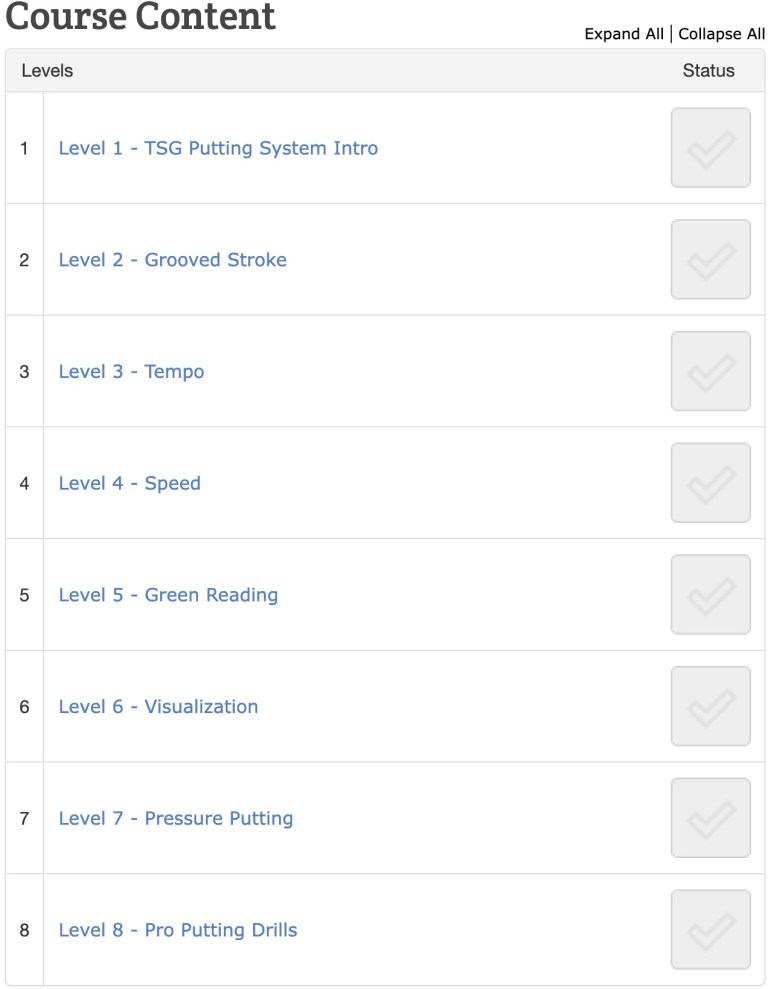 Course Content
Expand All | Collapse All
Levels Status
1 Level 1 - TSG Putting System Intro
2 Level 2 - Grooved Stroke
3 Level 3 - Tempo
4 Level 4 - Speed
5 Level 5 - Green Reading
6 Level 6 - Visualization
7 Level 7 - Pressure Putting
8 Level 8 - Pro Putting Drills